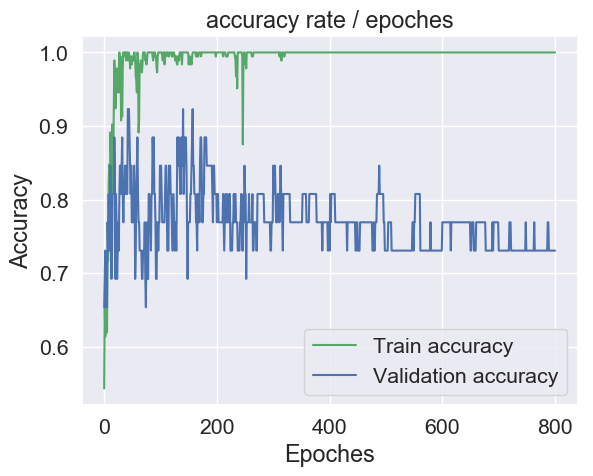 accuracy rate / epoches
1.0
0.9
0.8
0.7
0.6
Accuracy
Train accuracy
Validation accuracy
0
200
400
600
800
Epoches